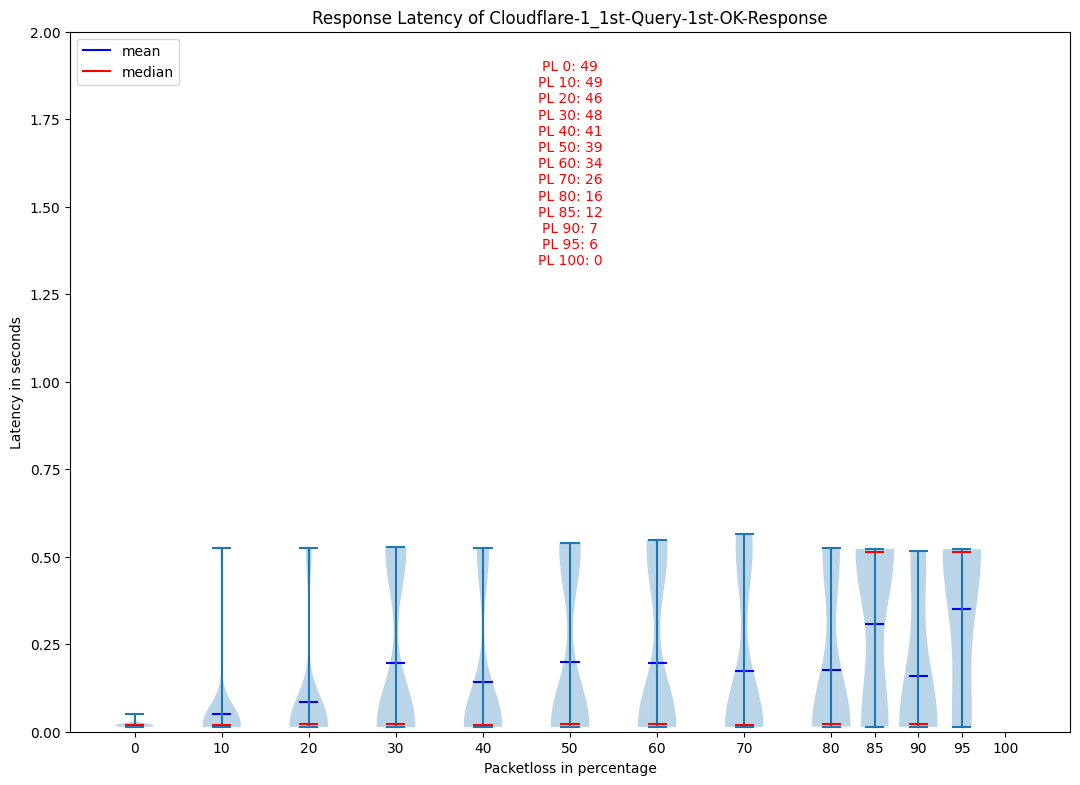 Response Latency of Cloudflare-1_1st-Query-1st-OK-Response
2.00
1.75
1.50
1.25
1.00
0.75
0.50
0.25
0.00
Latency in seconds
mean
median
PL 0: 49
PL 10: 49
PL 20: 46
PL 30: 48
PL 40: 41
PL 50: 39
PL 60: 34
PL 70: 26
PL 80: 16
PL 85: 12
PL 90: 7
PL 95: 6
PL 100: 0
0 10 20 30 40 50 60 70 80 85 90 95 100
Packetloss in percentage